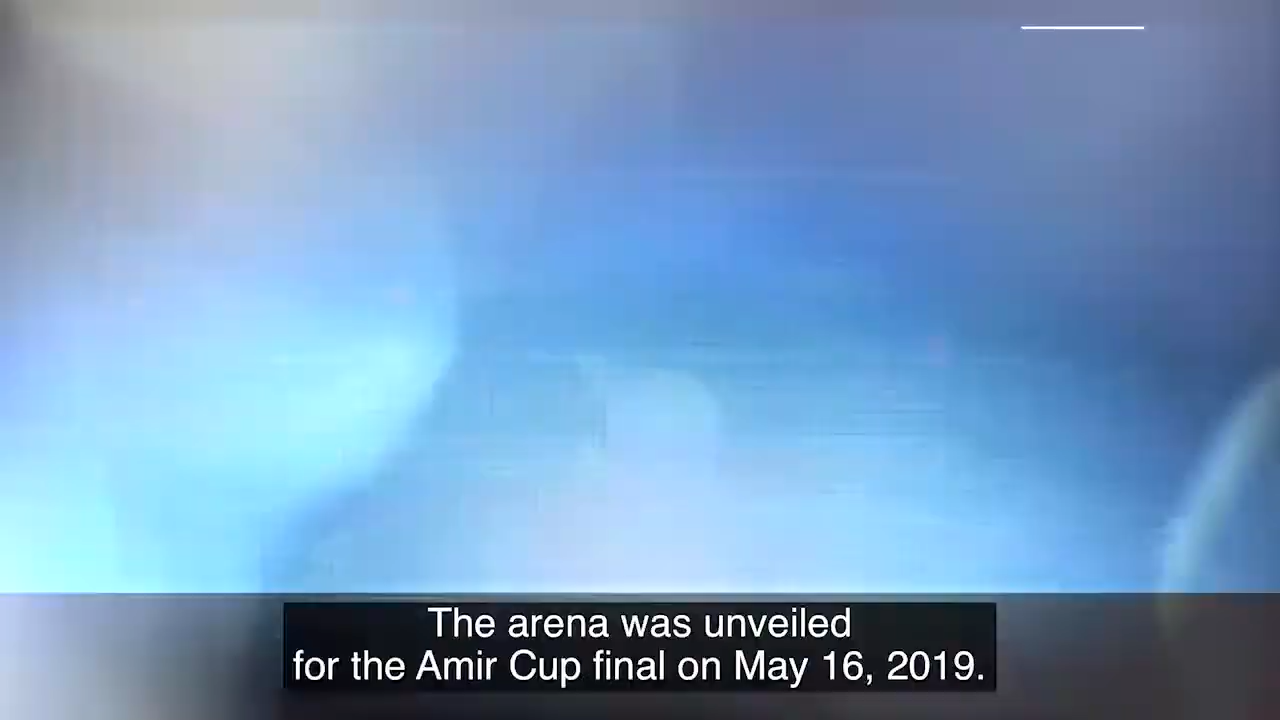 The arena was unveiled
for the Amir Cup final on May 16, 2019.